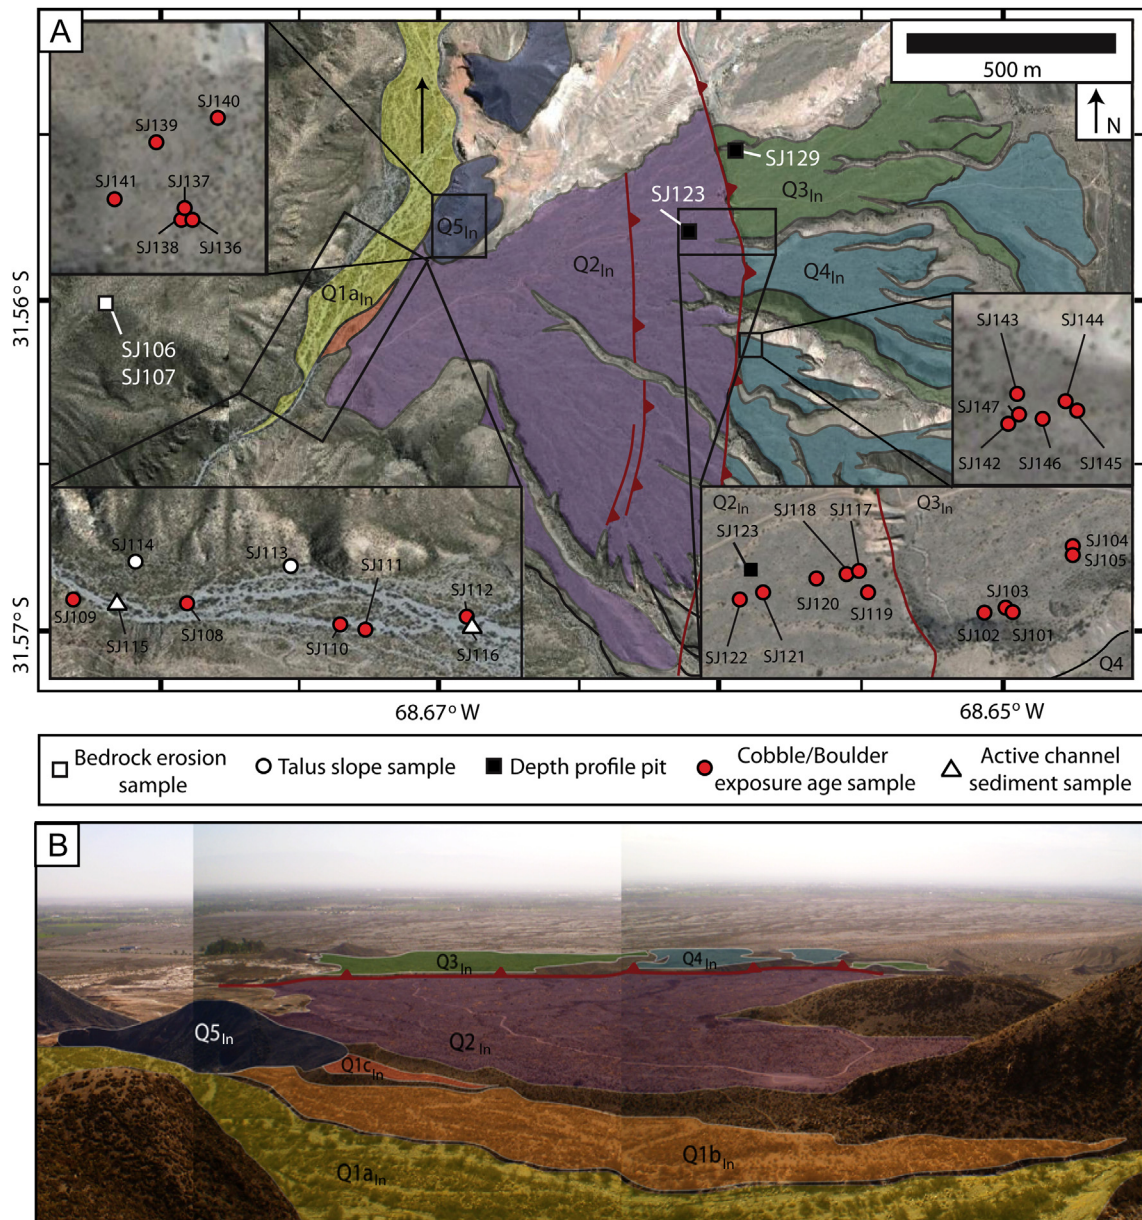 A
500 m
N
SJ140
SJ139
SJ141
SJ137
SJ138
SJ136
SJ129
SJ123
Q3In
Q5In
Q2In
Q4In
Q1aIn
SJ106
SJ107
31.56° S
31.57° S
SJ143
SJ144
SJ147
SJ142
SJ146
SJ145
SJ114
SJ113
SJ111
SJ112
SJ109
SJ115
SJ108
SJ110
SJ116
Q2In
Q3In
SJ118
SJ117
SJ123
SJ104
SJ105
SJ120
SJ119
SJ103
SJ102
SJ101
SJ122
SJ121
Q4
68.67° W
68.65° W
Bedrock erosion
sample
Talus slope sample
Depth profile pit
Cobble/Boulder
exposure age sample
Active channel
sediment sample
B
Q3In
Q4In
Q5In
Q2In
Q1cIn
Q1bIn
Q1aIn